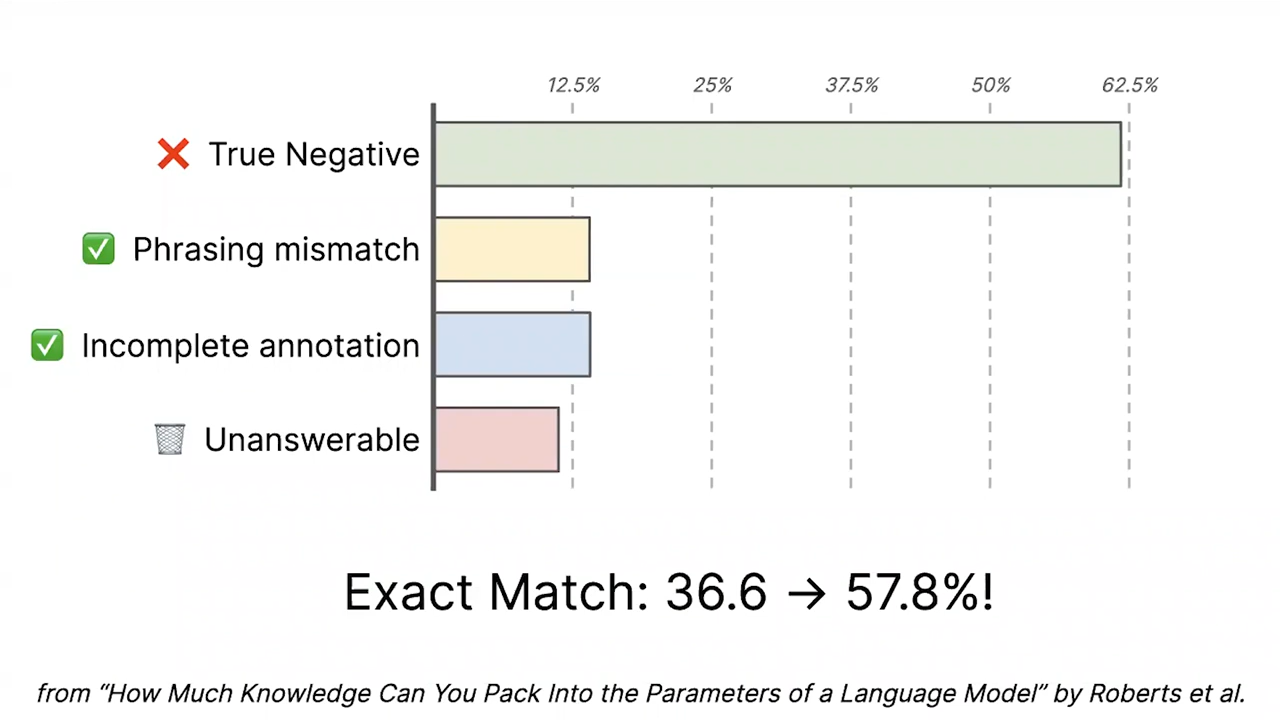 12.5% 25% 37.5% 50% 62.5%
True Negative
Phrasing mismatch
Incomplete annotation
Unanswerable
Exact Match: 36.6 → 57.8%!
from “How Much Knowledge Can You Pack Into the Parameters of a Language Model” by Roberts et al.